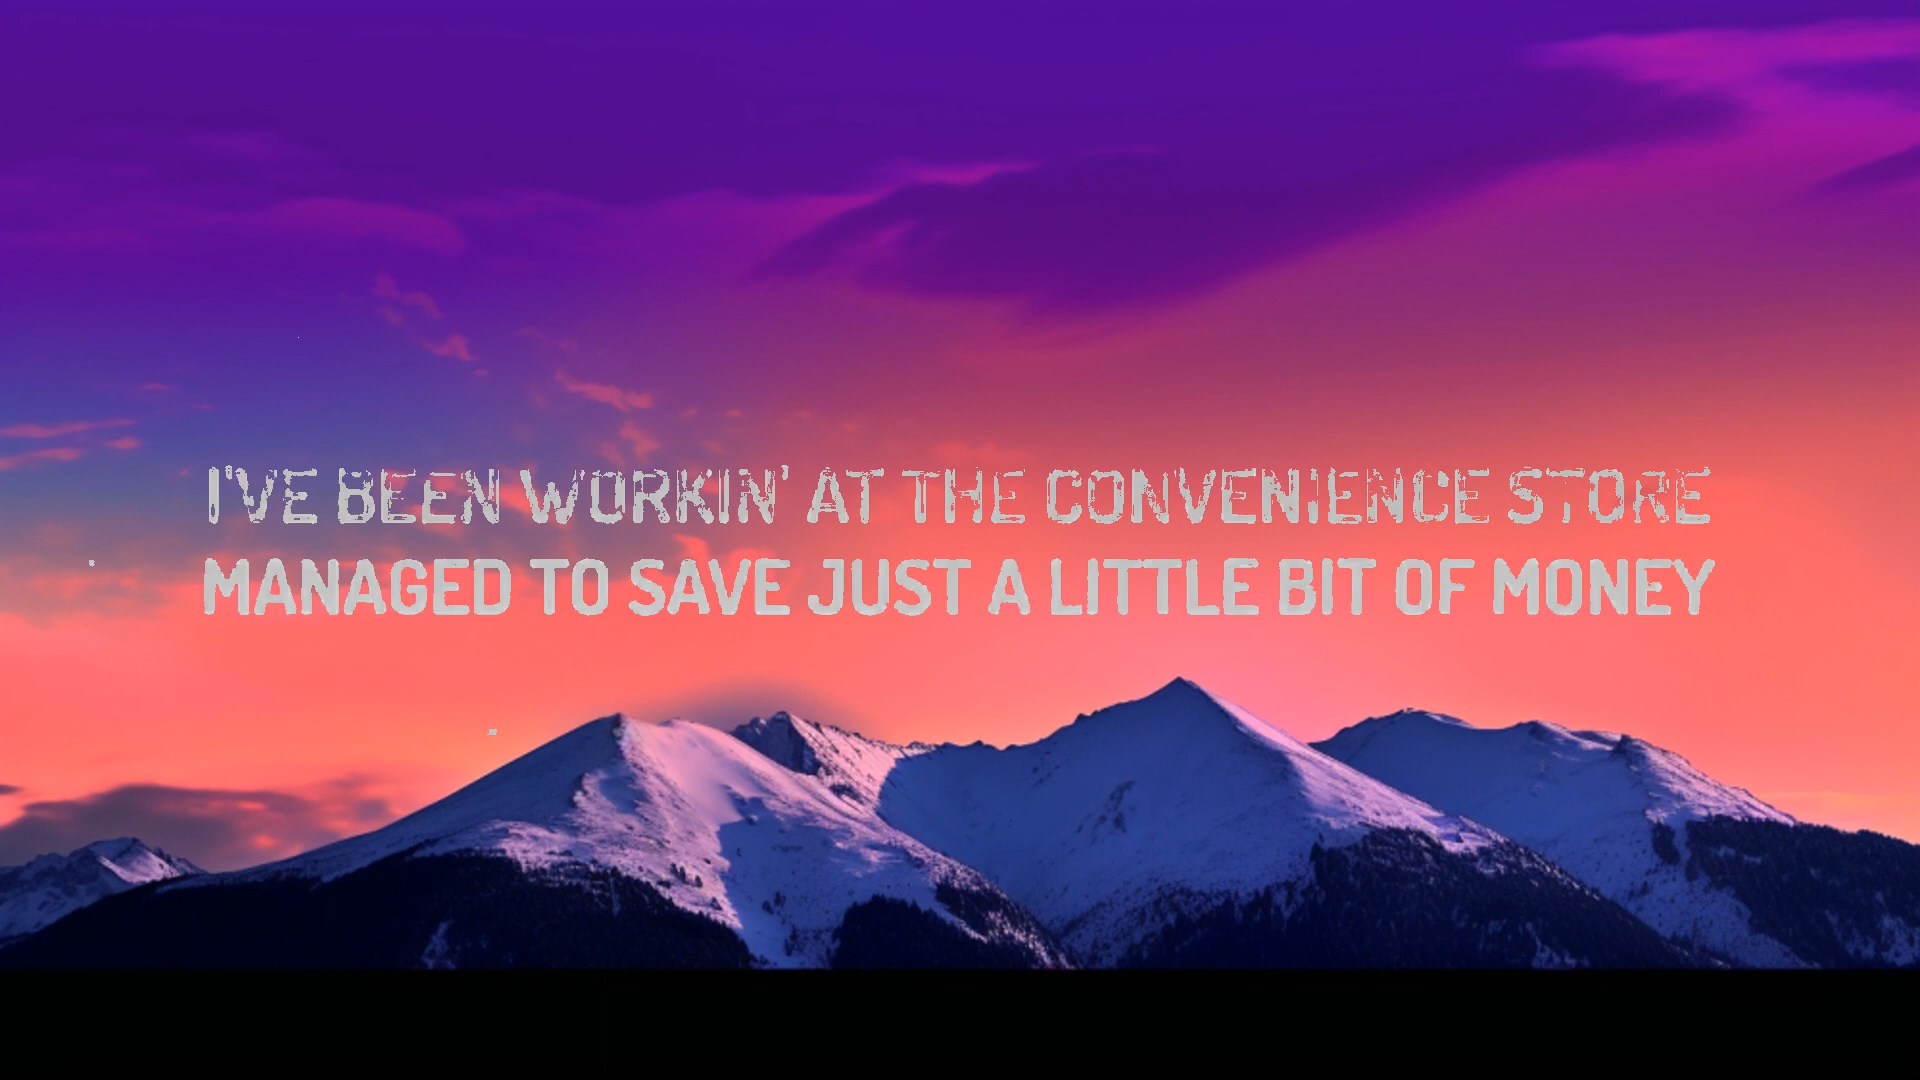 I'VE BEEN WORKIN' AT THE CONVENIENCE STORE
MANAGED TO SAVE JUST A LITTLE BIT OF MONEY